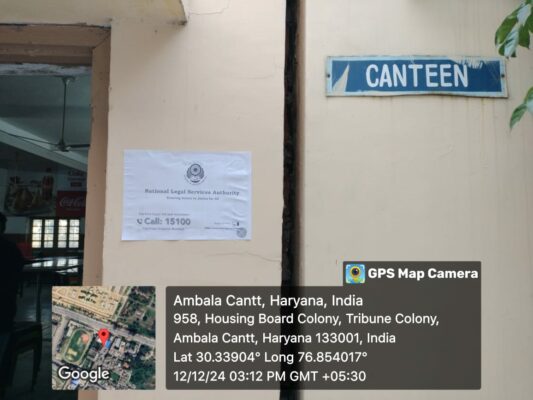 CANTEEN
National Legal Services Authority
Call: 15100
Coca-Cola
GPS Map Camera
Ambala Cantt, Haryana, India
958, Housing Board Colony, Tribune Colony,
Ambala Cantt, Haryana 133001, India
Lat 30.33904° Long 76.854017°
12/12/24 03:12 PM GMT +05:30
Google